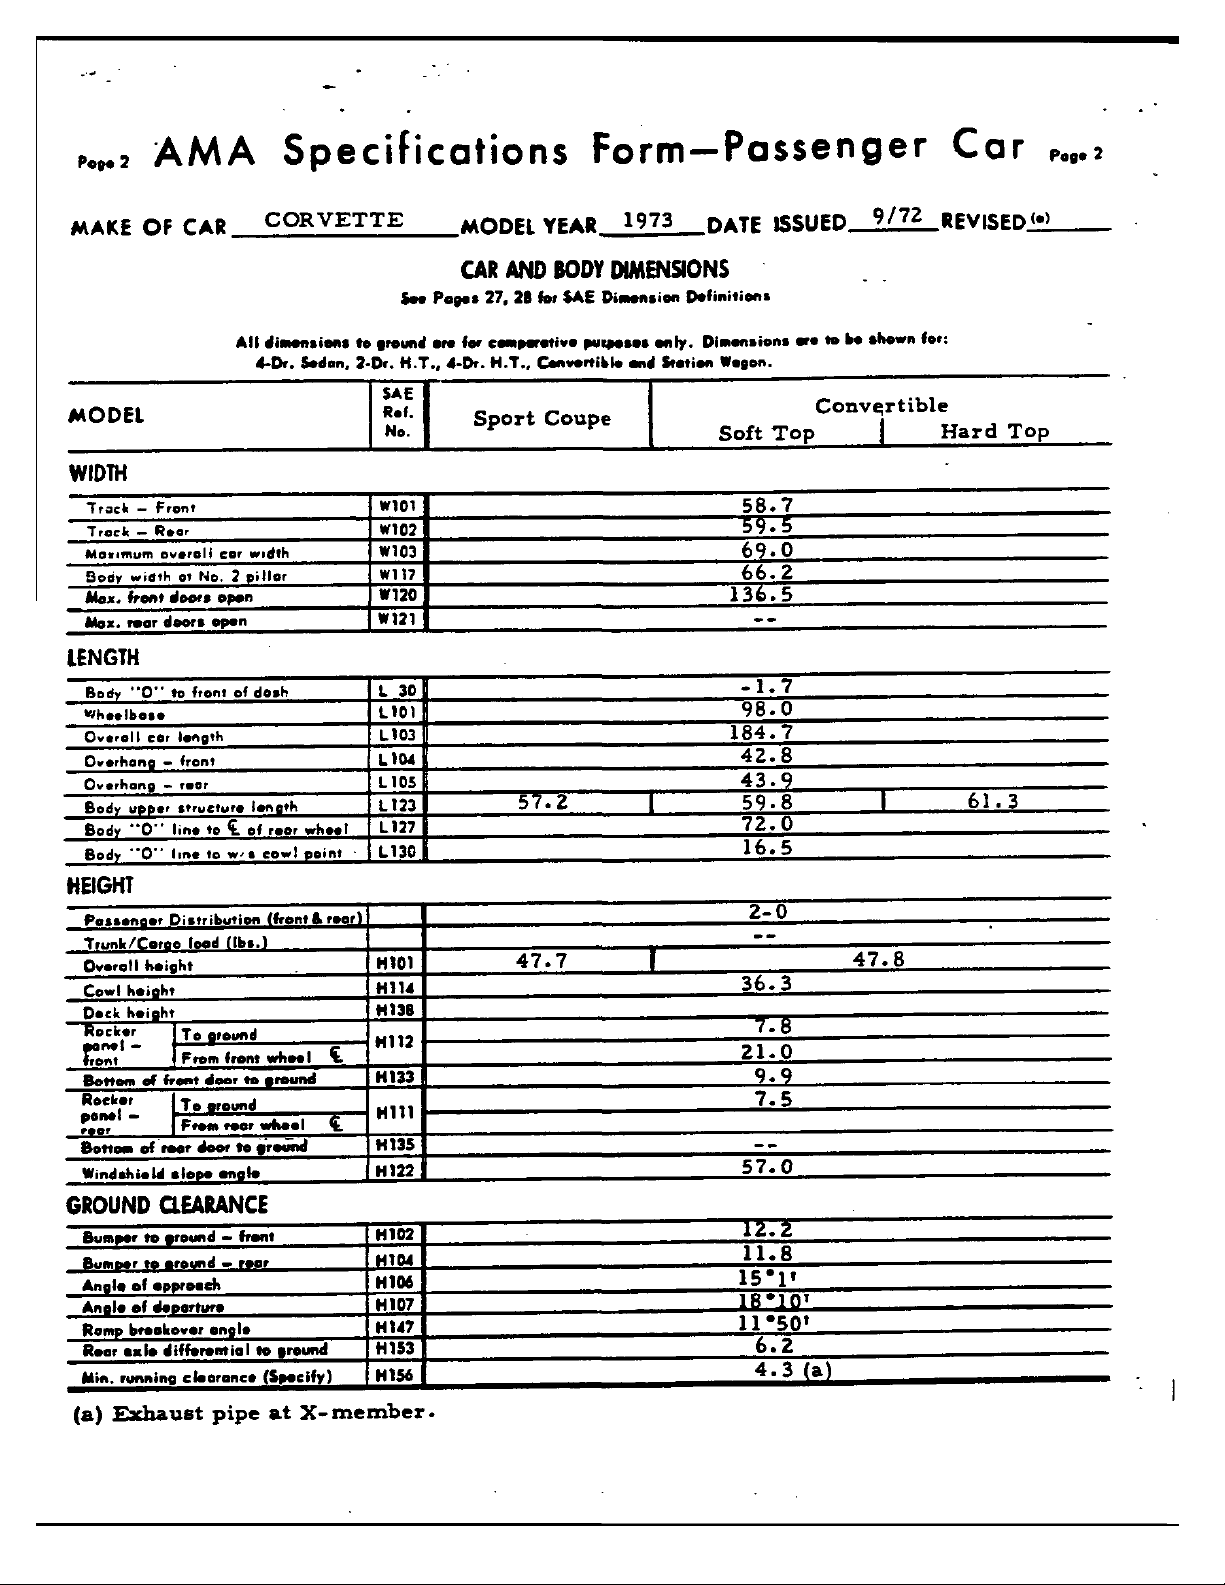 Page 2 AMA Specifications Form—Passenger Car Page 2
MAKE OF CAR CORVETTE MODEL YEAR 1973 DATE ISSUED 9/72 REVISED (•)
CAR AND BODY DIMENSIONS
See Pages 27, 28 for SAE Dimension Definitions
All dimensions to ground are for comparative purposes only. Dimensions are to be shown for:
4-Dr. Sedan, 2-Dr. H.T., 4-Dr. H.T., Convertible and Station Wagon.
MODEL SAE Ref. No. Sport Coupe Convertible
Soft Top Hard Top
WIDTH
Track – Front W101 58.7
Track – Rear W102 59.5
Maximum overall car width W103 69.0
Body width at No. 2 pillar W117 66.2
Max. front doors open W120 136.5
Max. rear doors open W121 --
LENGTH
Body "O" to front of dash L 30 -1.7
Wheelbase L101 98.0
Overall car length L103 184.7
Overhang – front L104 42.8
Overhang – rear L105 43.9
Body upper structure length L123 57.2 59.8 61.3
Body "O" line to ℄ of rear wheel L127 72.0
Body "O" line to w/s cowl point L130 16.5
HEIGHT
Passenger Distribution (front & rear) 2-0
Trunk/Cargo load (lbs.) --
Overall height H101 47.7 47.8
Cowl height H114 36.3
Deck height H138
Rocker panel – front To ground H112 7.8
From front wheel ℄ 21.0
Bottom of front door to ground H133 9.9
Rocker panel – rear To ground H111 7.5
From rear wheel ℄
Bottom of rear door to ground H135 --
Windshield slope angle H122 57.0
GROUND CLEARANCE
Bumper to ground – front H102 12.2
Bumper to ground – rear H104 11.8
Angle of approach H106 15°1'
Angle of departure H107 18°10'
Ramp breakover angle H147 11°50'
Rear axle differential to ground H153 6.2
Min. running clearance (Specify) H156 4.3 (a)
(a) Exhaust pipe at X-member.